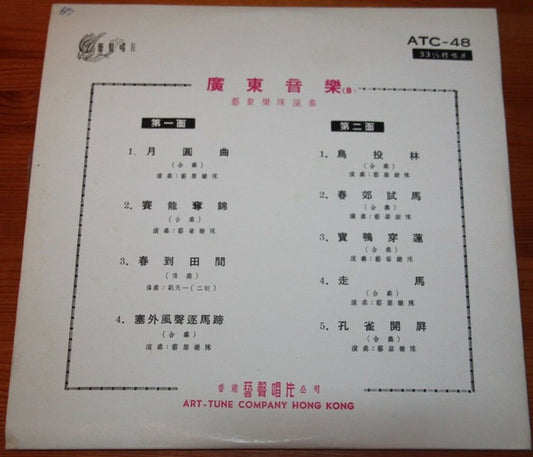 藝聲唱片
ATC-48
33⅓轉唱片
廣東音樂(8)
藝聲樂隊演奏
第一面
1. 月圓曲
(合奏)
演奏：藝聲樂隊
2. 賽龍奪錦
(合奏)
演奏：藝聲樂隊
3. 春到田間
(獨奏)
演奏：劉天一(二胡)
4. 塞外風聲逐馬蹄
(合奏)
演奏：藝聲樂隊
第二面
1. 鳥投林
(合奏)
演奏：藝聲樂隊
2. 春郊試馬
(合奏)
演奏：藝聲樂隊
3. 寶鴨穿蓮
(合奏)
演奏：藝聲樂隊
4. 走馬
(合奏)
演奏：藝聲樂隊
5. 孔雀開屏
(合奏)
演奏：藝聲樂隊
香港藝聲唱片公司
ART-TUNE COMPANY HONG KONG